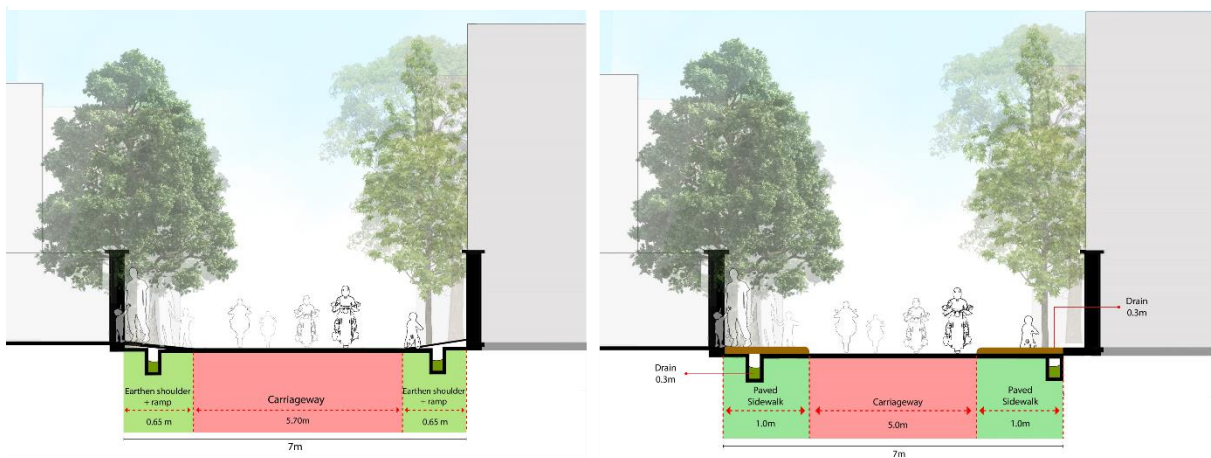 Earthen shoulder
+ ramp
0.65 m
Carriageway
5.70m
Earthen shoulder
+ ramp
0.65 m
7m
Drain
0.3m
Drain
0.3m
Paved
Sidewalk
1.0m
Carriageway
5.0m
Paved
Sidewalk
1.0m
7m